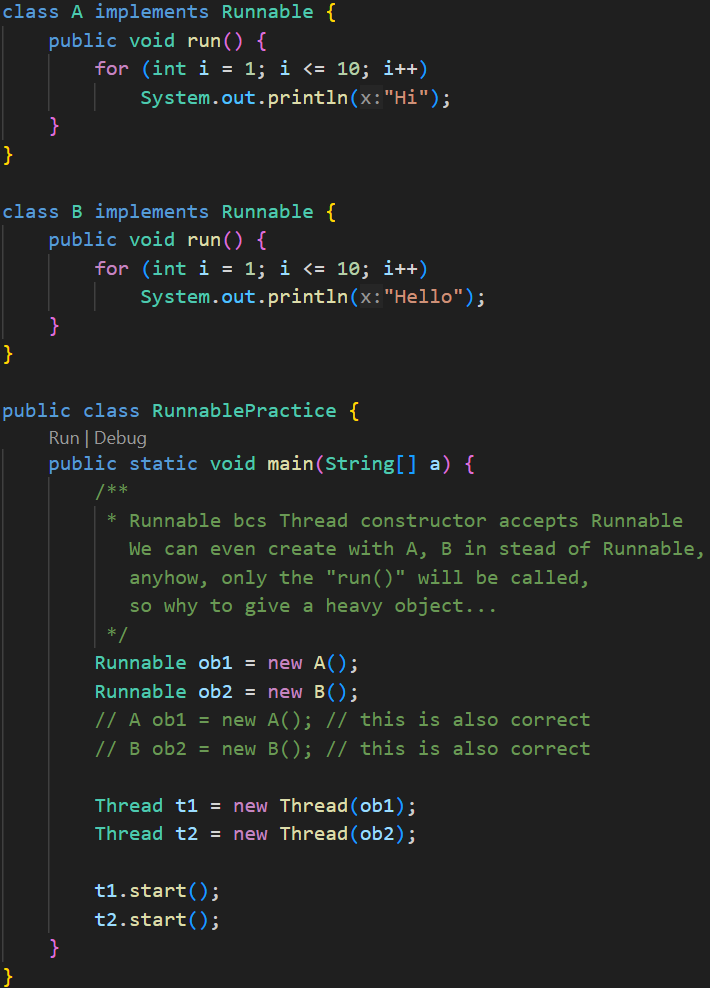 class A implements Runnable {
    public void run() {
        for (int i = 1; i <= 10; i++)
            System.out.println(x:"Hi");
    }
}

class B implements Runnable {
    public void run() {
        for (int i = 1; i <= 10; i++)
            System.out.println(x:"Hello");
    }
}

public class RunnablePractice {
    Run | Debug
    public static void main(String[] a) {
        /**
         * Runnable bcs Thread constructor accepts Runnable
           We can even create with A, B in stead of Runnable,
           anyhow, only the "run()" will be called,
           so why to give a heavy object...
         */
        Runnable ob1 = new A();
        Runnable ob2 = new B();
        // A ob1 = new A(); // this is also correct
        // B ob2 = new B(); // this is also correct

        Thread t1 = new Thread(ob1);
        Thread t2 = new Thread(ob2);

        t1.start();
        t2.start();
    }
}